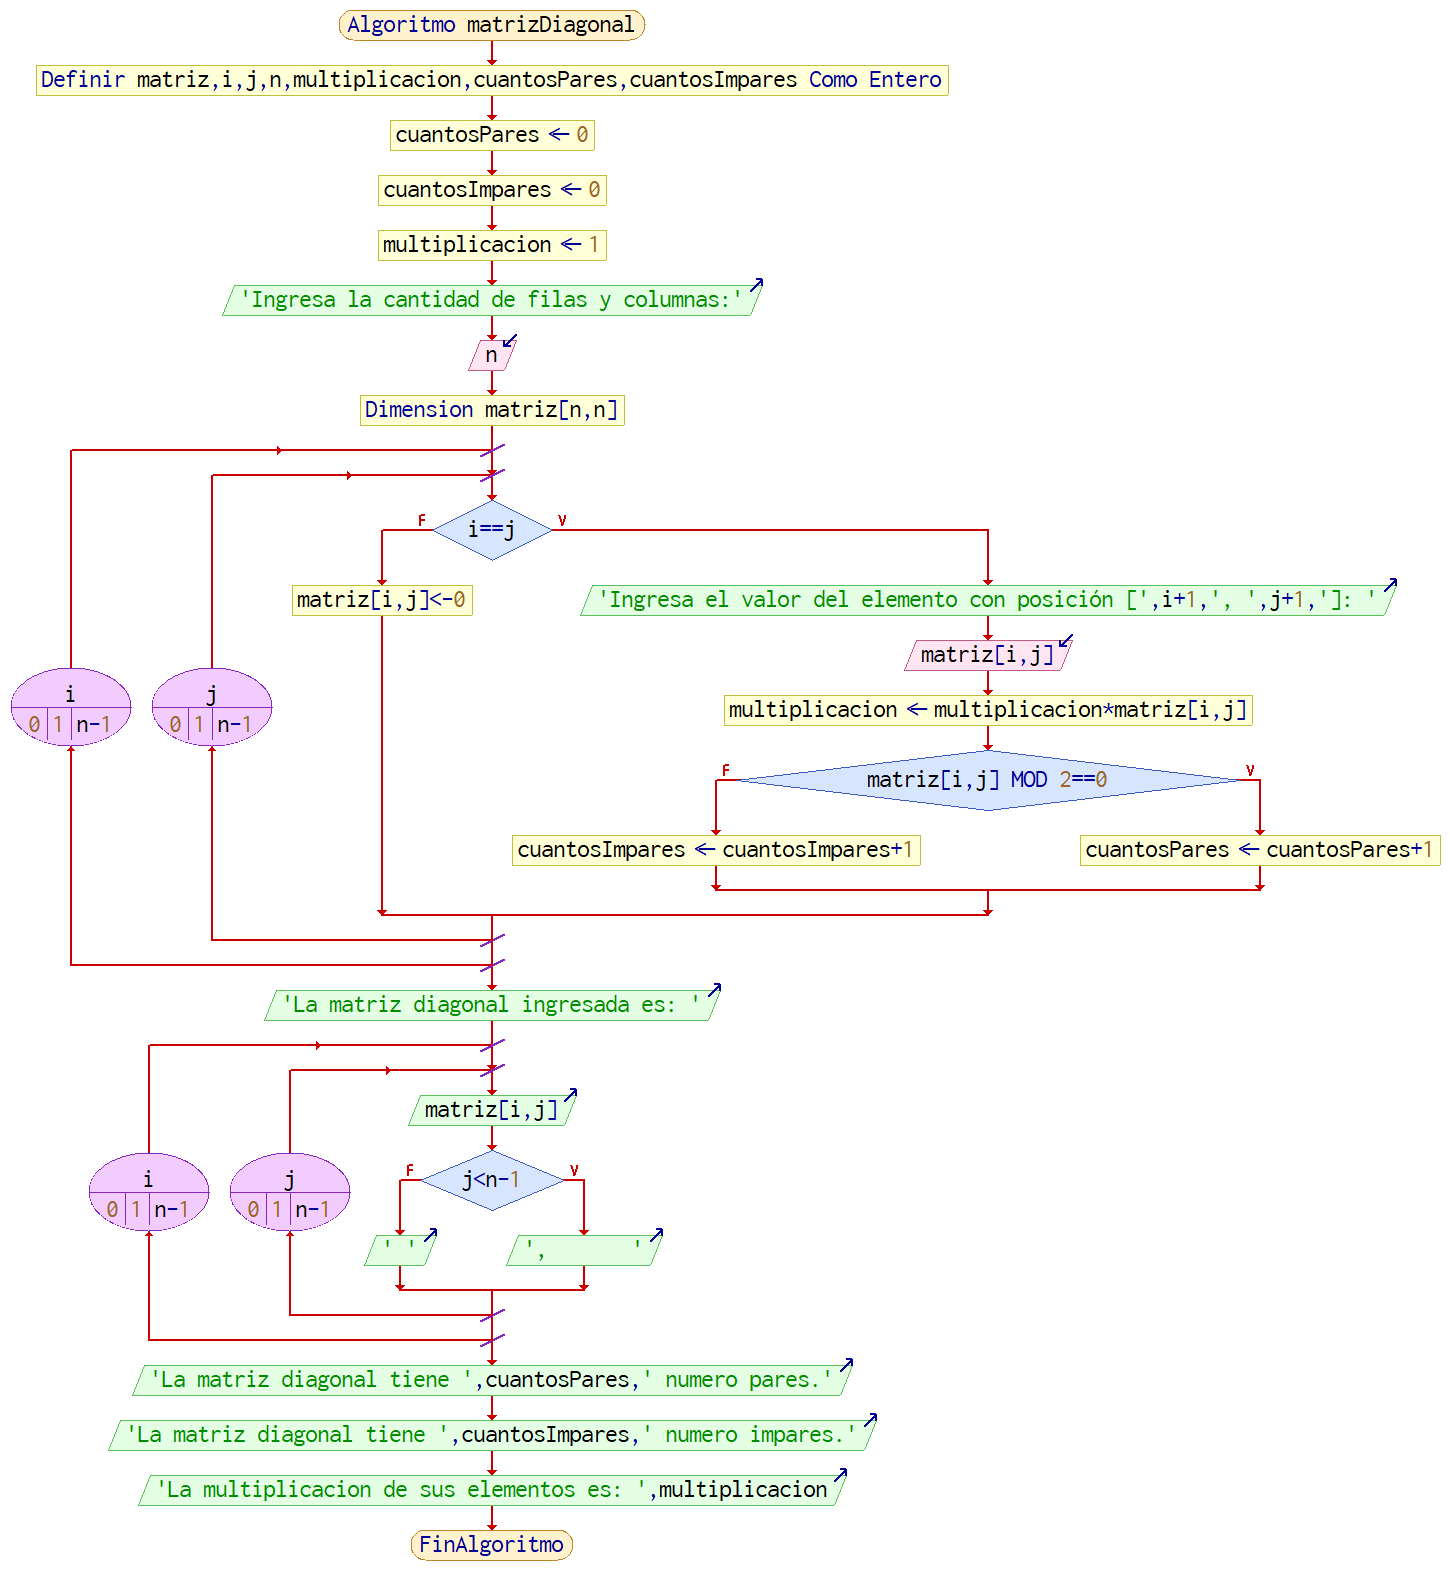 Algoritmo matrizDiagonal
Definir matriz,i,j,n,multiplicacion,cuantosPares,cuantosImpares Como Entero
cuantosPares ← 0
cuantosImpares ← 0
multiplicacion ← 1
'Ingresa la cantidad de filas y columnas:'
n
Dimension matriz[n,n]
i==j
F
V
matriz[i,j]<-0
'Ingresa el valor del elemento con posición [',i+1,', ',j+1,']: '
matriz[i,j]
i
0 1 n-1
j
0 1 n-1
multiplicacion ← multiplicacion*matriz[i,j]
matriz[i,j] MOD 2==0
F
V
cuantosImpares ← cuantosImpares+1
cuantosPares ← cuantosPares+1
'La matriz diagonal ingresada es: '
matriz[i,j]
i
0 1 n-1
j
0 1 n-1
j<n-1
F
V
' '
',       '
'La matriz diagonal tiene ',cuantosPares,' numero pares.'
'La matriz diagonal tiene ',cuantosImpares,' numero impares.'
'La multiplicacion de sus elementos es: ',multiplicacion
FinAlgoritmo